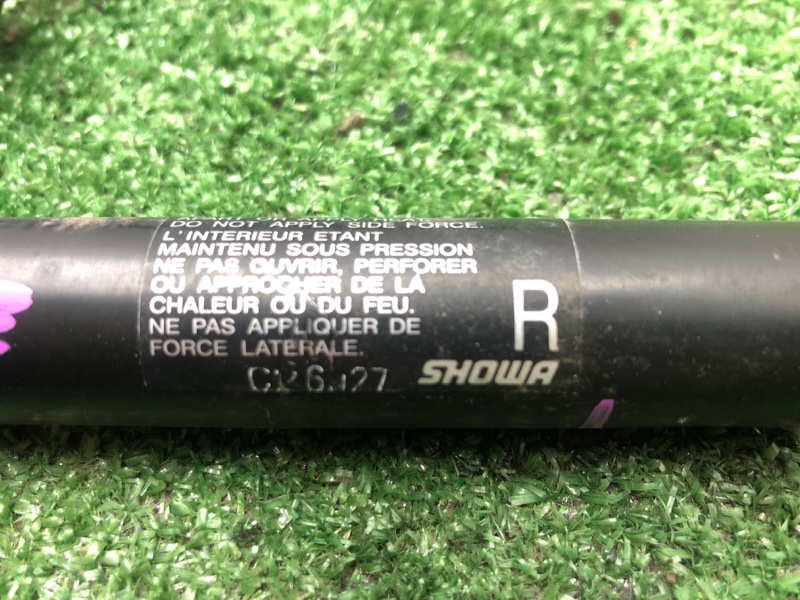 DO NOT APPLY SIDE FORCE.
L'INTERIEUR ETANT
MAINTENU SOUS PRESSION
NE PAS OUVRIR, PERFORER
OU APPROCHER DE LA
CHALEUR OU DU FEU.
NE PAS APPLIQUER DE
FORCE LATERALE.
R
SHOWA